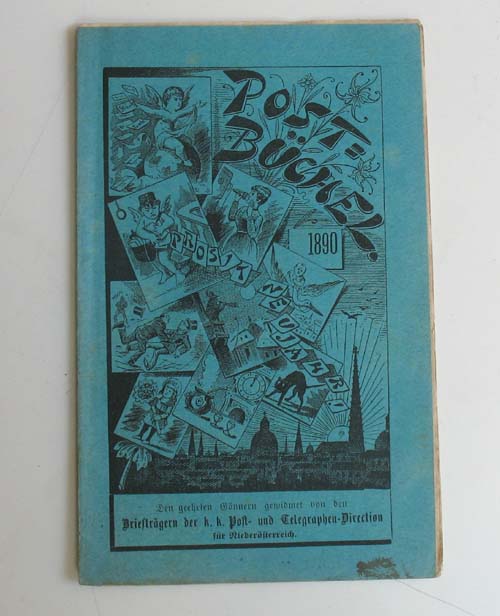 POST=
BÜCHEL.
1890
PROSIT
NEUJAHR!
Den geehrten Gönnern gewidmet von den
Briefträgern der k. k. Post- und Telegraphen-Direction
für Niederösterreich.